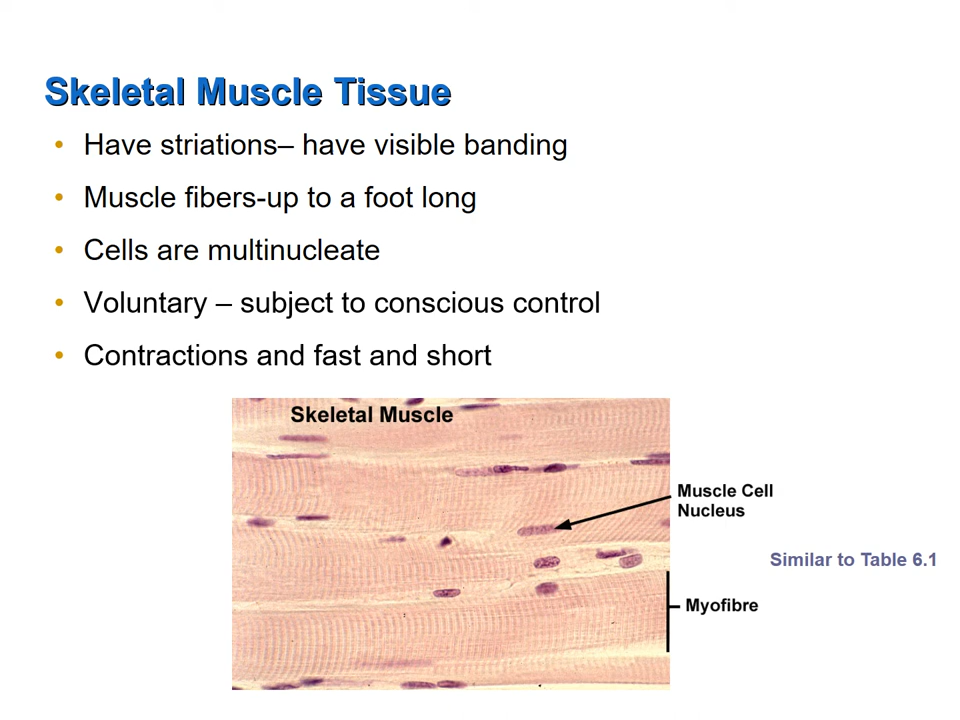 Skeletal Muscle Tissue
• Have striations– have visible banding
• Muscle fibers-up to a foot long
• Cells are multinucleate
• Voluntary – subject to conscious control
• Contractions and fast and short
Skeletal Muscle
Muscle Cell
Nucleus
Similar to Table 6.1
Myofibre